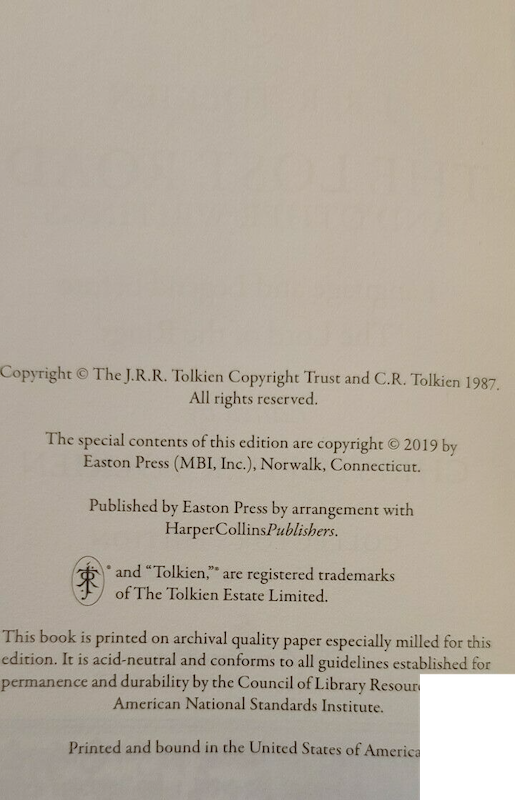 Copyright © The J.R.R. Tolkien Copyright Trust and C.R. Tolkien 1987.
All rights reserved.
The special contents of this edition are copyright © 2019 by
Easton Press (MBI, Inc.), Norwalk, Connecticut.
Published by Easton Press by arrangement with
HarperCollinsPublishers.
® and “Tolkien,”® are registered trademarks
of The Tolkien Estate Limited.
This book is printed on archival quality paper especially milled for this
edition. It is acid-neutral and conforms to all guidelines established for
permanence and durability by the Council of Library
American National Standards Institute.
Printed and bound in the United States of America